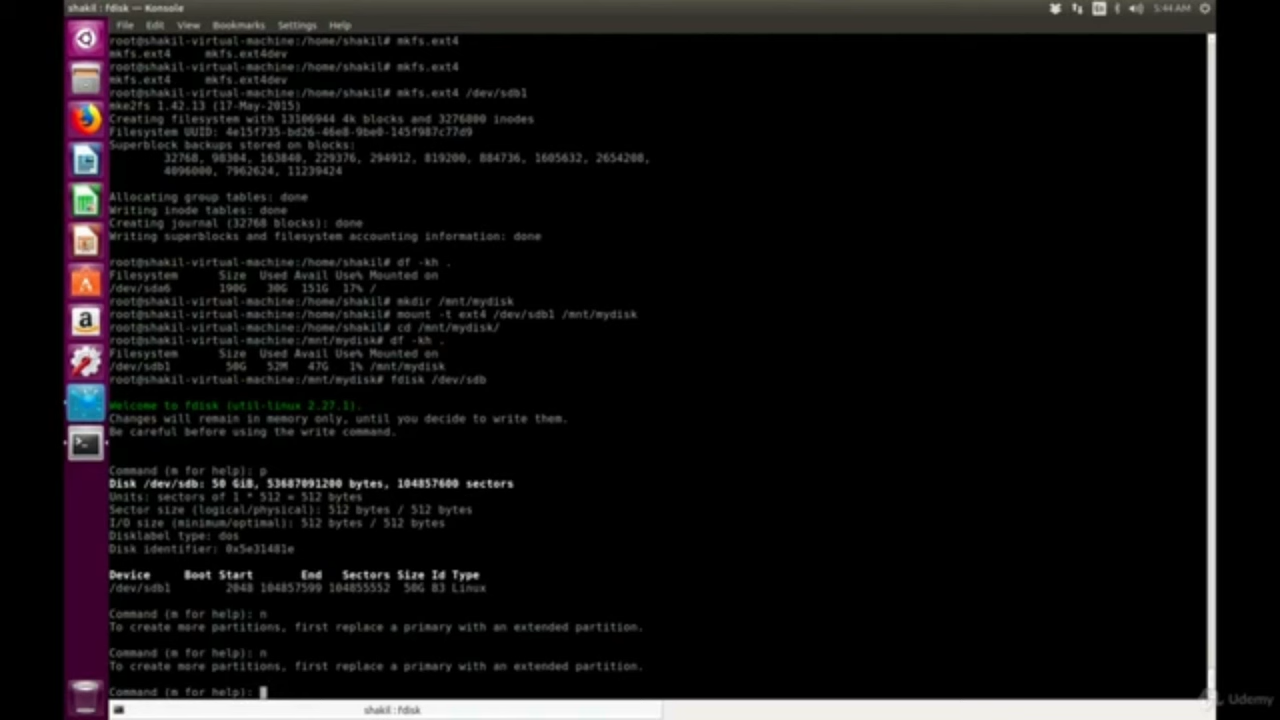 shakil : fdisk — Konsole
En
5:44 AM
File Edit View Bookmarks Settings Help
root@shakil-virtual-machine:/home/shakil# mkfs.ext4
mkfs.ext4 mkfs.ext4dev
root@shakil-virtual-machine:/home/shakil# mkfs.ext4
mkfs.ext4 mkfs.ext4dev
root@shakil-virtual-machine:/home/shakil# mkfs.ext4 /dev/sdb1
mke2fs 1.42.13 (17-May-2015)
Creating filesystem with 13106944 4k blocks and 3276800 inodes
Filesystem UUID: 4e15f735-bd26-46e8-9be0-145f987c77d9
Superblock backups stored on blocks:
32768, 98304, 163840, 229376, 294912, 819200, 884736, 1605632, 2654208,
4096000, 7962624, 11239424
Allocating group tables: done
Writing inode tables: done
Creating journal (32768 blocks): done
Writing superblocks and filesystem accounting information: done
root@shakil-virtual-machine:/home/shakil# df -kh .
Filesystem Size Used Avail Use% Mounted on
/dev/sda6 190G 30G 151G 17% /
root@shakil-virtual-machine:/home/shakil# mkdir /mnt/mydisk
root@shakil-virtual-machine:/home/shakil# mount -t ext4 /dev/sdb1 /mnt/mydisk
root@shakil-virtual-machine:/home/shakil# cd /mnt/mydisk/
root@shakil-virtual-machine:/mnt/mydisk# df -kh .
Filesystem Size Used Avail Use% Mounted on
/dev/sdb1 50G 52M 47G 1% /mnt/mydisk
root@shakil-virtual-machine:/mnt/mydisk# fdisk /dev/sdb
Welcome to fdisk (util-linux 2.27.1).
Changes will remain in memory only, until you decide to write them.
Be careful before using the write command.
Command (m for help): p
Disk /dev/sdb: 50 GiB, 53687091200 bytes, 104857600 sectors
Units: sectors of 1 * 512 = 512 bytes
Sector size (logical/physical): 512 bytes / 512 bytes
I/O size (minimum/optimal): 512 bytes / 512 bytes
Disklabel type: dos
Disk identifier: 0x5e31481e
Device Boot Start End Sectors Size Id Type
/dev/sdb1 2048 104857599 104855552 50G 83 Linux
Command (m for help): n
To create more partitions, first replace a primary with an extended partition.
Command (m for help): n
To create more partitions, first replace a primary with an extended partition.
Command (m for help):
shakil : fdisk
Udemy